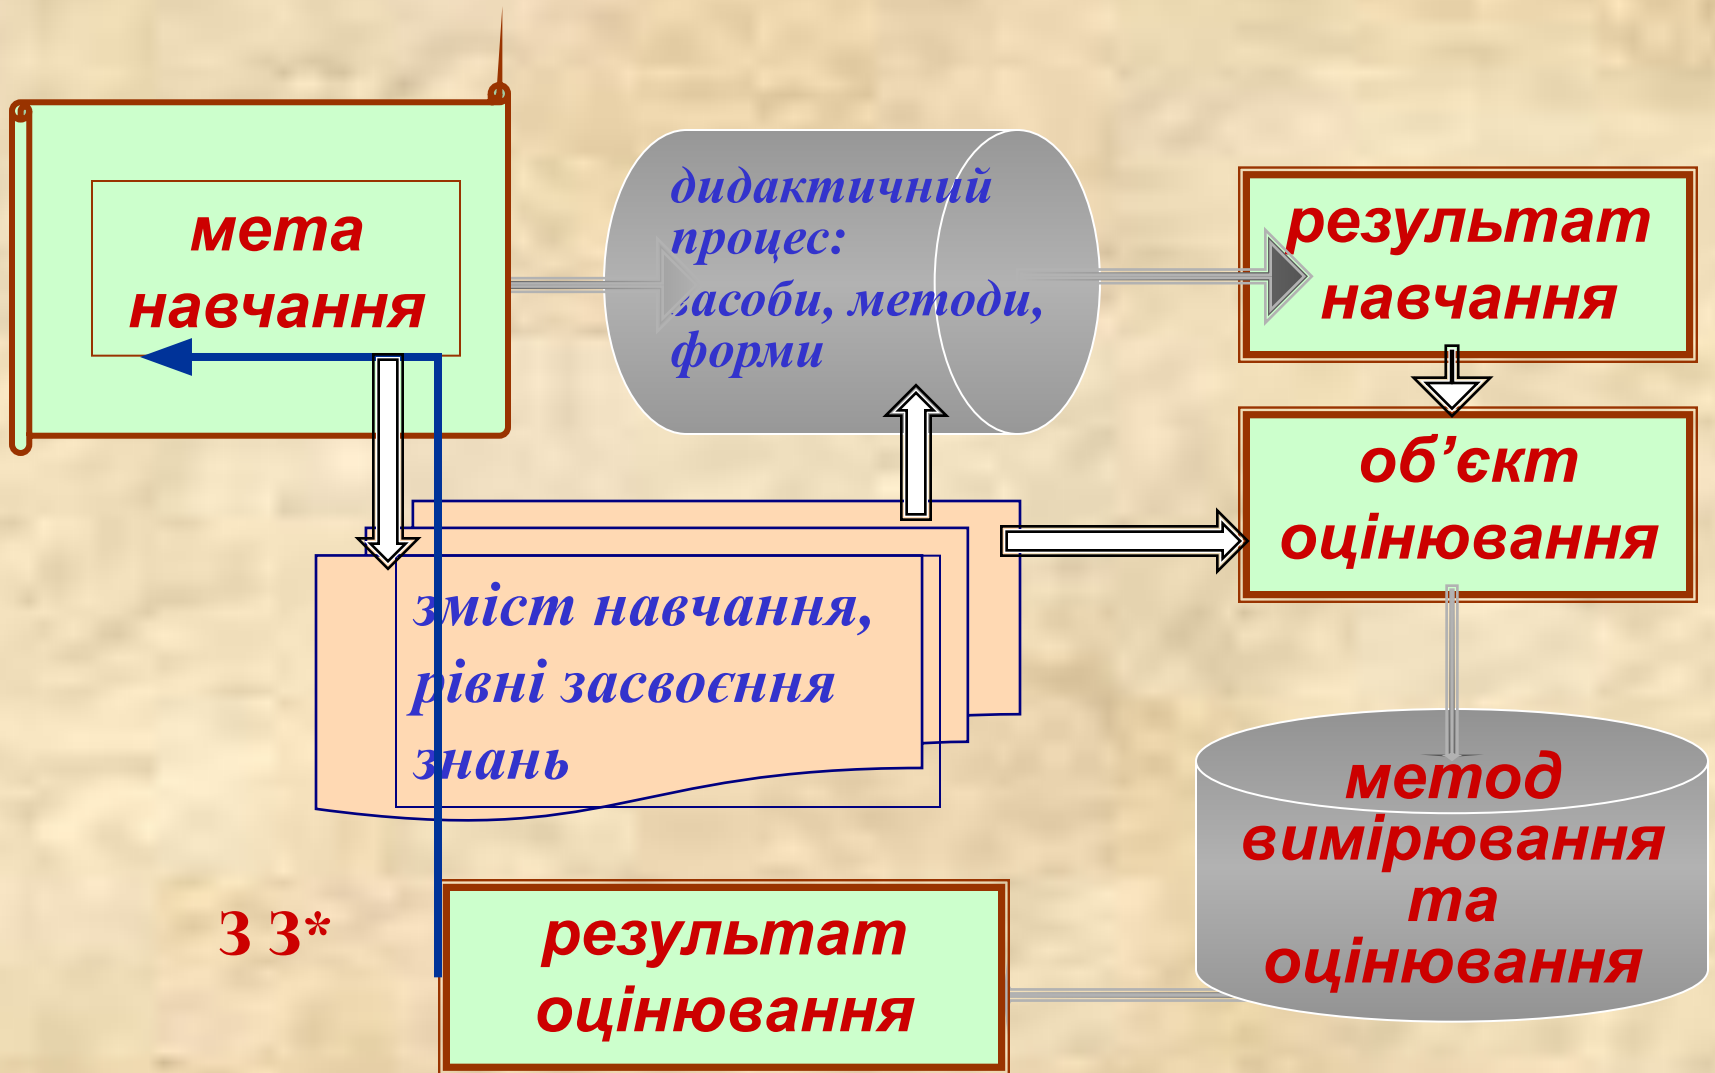 мета
навчання
дидактичний
процес:
засоби, методи,
форми
результат
навчання
об’єкт
оцінювання
зміст навчання,
рівні засвоєння
знань
метод
вимірювання
та
оцінювання
З З*
результат
оцінювання